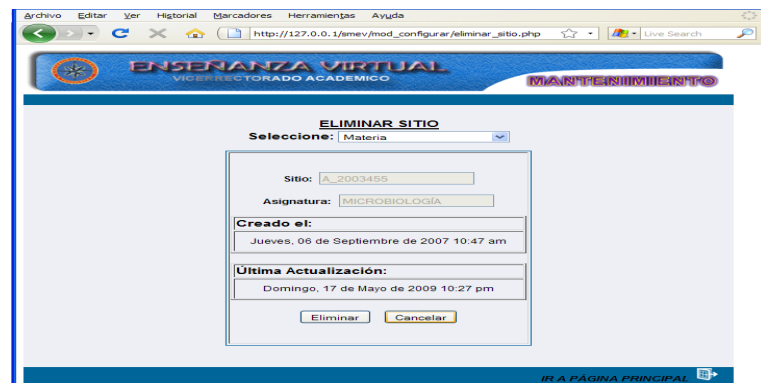 Archivo Editar Ver Historial Marcadores Herramientas Ayuda
http://127.0.0.1/smev/mod_configurar/eliminar_sitio.php Live Search
ENSEÑANZA VIRTUAL
VICERRECTORADO ACADEMICO
MANTENIMIENTO
ELIMINAR SITIO
Seleccione: Materia
Sitio: A_2003455
Asignatura: MICROBIOLOGÍA
Creado el:
Jueves, 06 de Septiembre de 2007 10:47 am
Última Actualización:
Domingo, 17 de Mayo de 2009 10:27 pm
Eliminar Cancelar
IR A PÁGINA PRINCIPAL